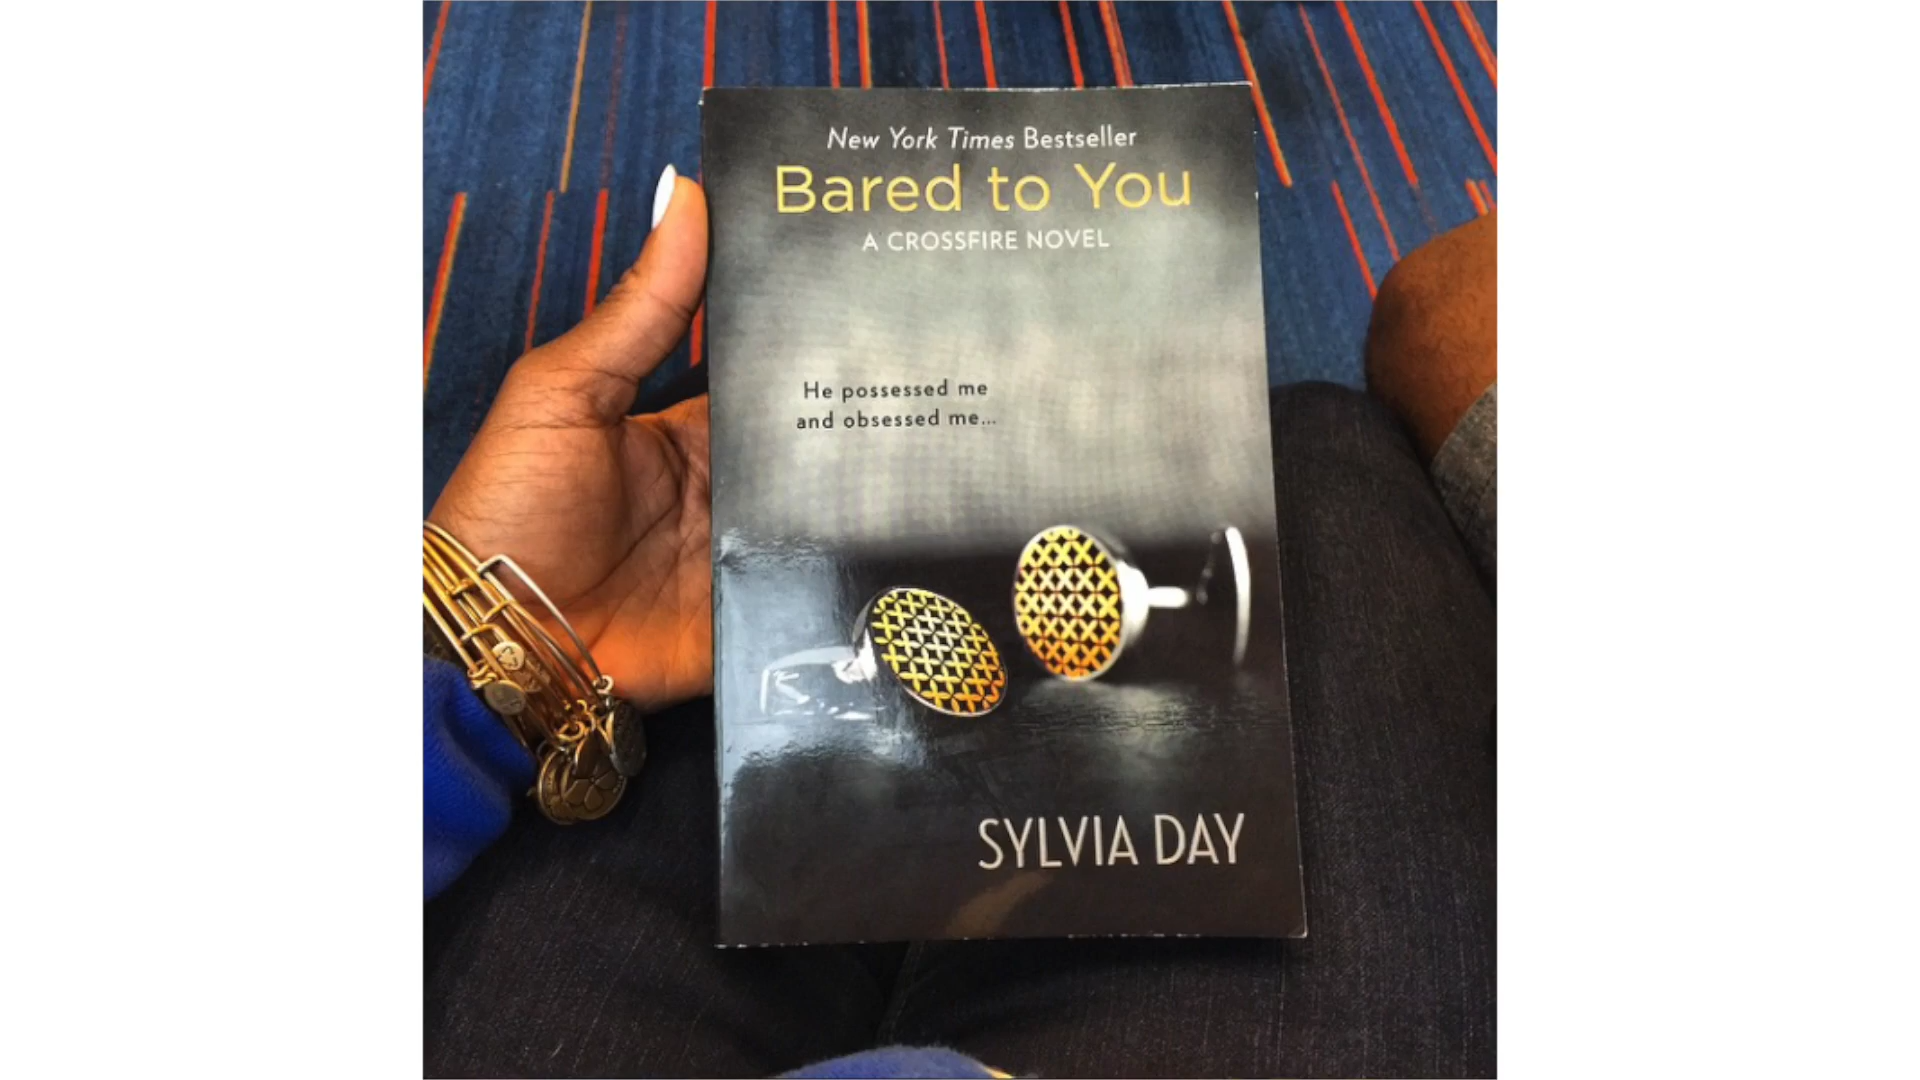 New York Times Bestseller
Bared to You
A CROSSFIRE NOVEL
He possessed me
and obsessed me...
SYLVIA DAY